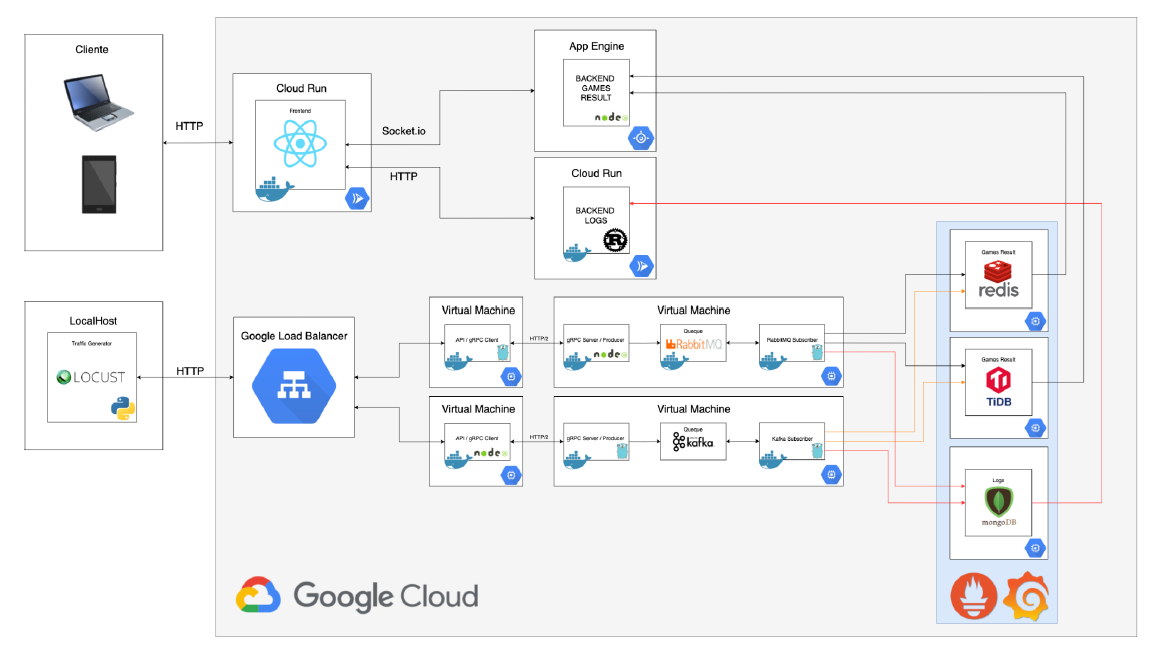 Cliente
HTTP
Cloud Run
Frontend
Socket.io
HTTP
App Engine
BACKEND
GAMES
RESULT
node
Cloud Run
BACKEND
LOGS
R
LocalHost
Traffic Generator
LOCUST
HTTP
Google Load Balancer
Virtual Machine
API / gRPC Client
HTTP/2
Virtual Machine
gRPC Server / Producer
node
Queque
RabbitMQ
RabbitMQ Subscriber
Virtual Machine
API / gRPC Client
node
HTTP/2
Virtual Machine
gRPC Server / Producer
Queque
kafka
Kafka Subscriber
Games Result
redis
Games Result
TiDB
Logs
mongoDB
Google Cloud